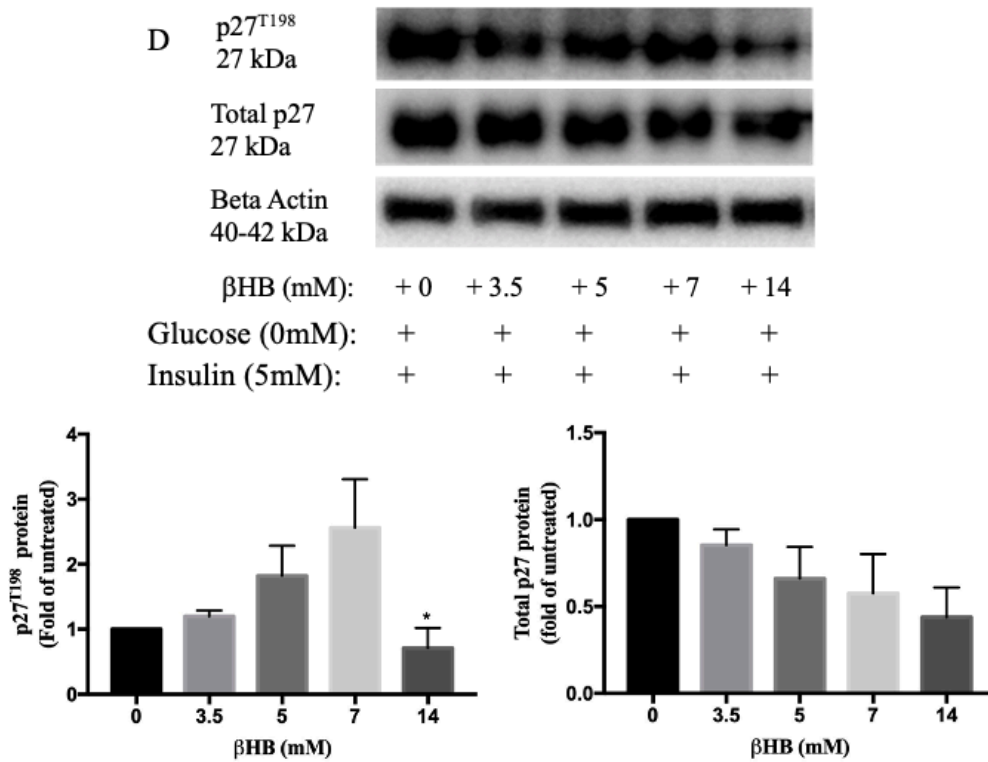 D
p27T198
27 kDa
Total p27
27 kDa
Beta Actin
40-42 kDa
βHB (mM): + 0 + 3.5 + 5 + 7 + 14
Glucose (0mM): + + + + +
Insulin (5mM): + + + + +
p27T198 protein
(Fold of untreated)
4
3
2
1
0
*
0 3.5 5 7 14
βHB (mM)
Total p27 protein
(fold of untreated)
1.5
1.0
0.5
0.0
0 3.5 5 7 14
βHB (mM)